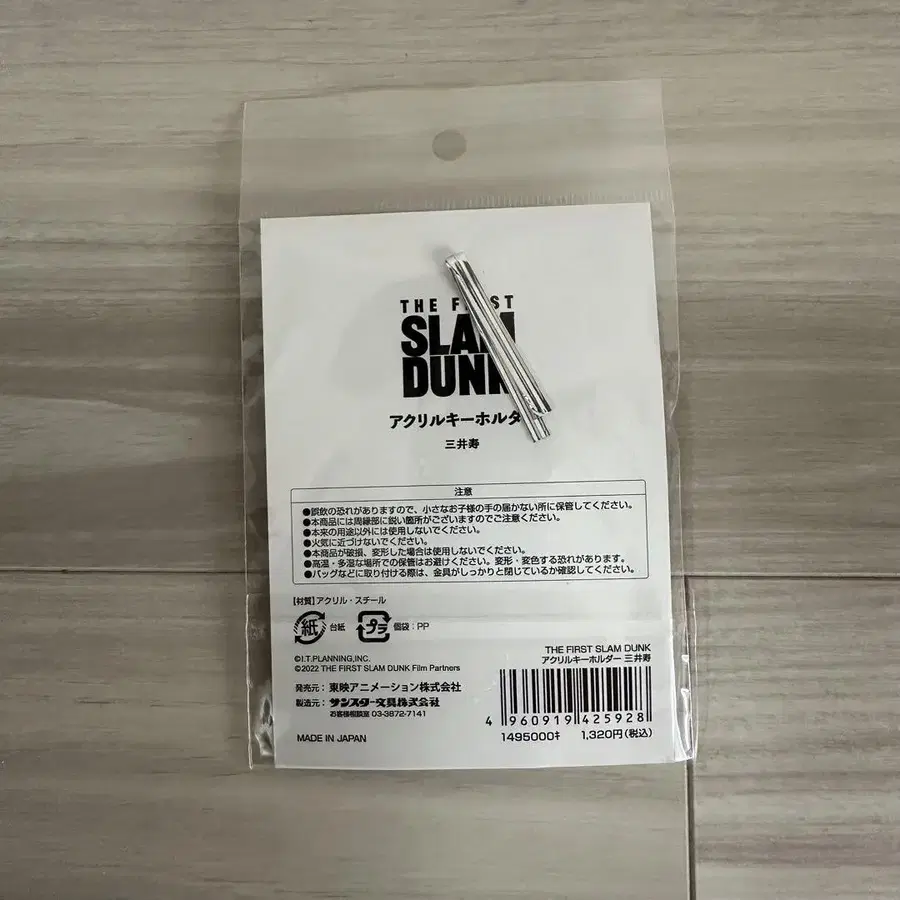 THE FIRST
SLAM
DUNK
アクリルキーホルダ
三井寿
注意
●誤飲の恐れがありますので、小さなお子様の手の届かない所に保管してください。
●本商品には周縁部に鋭い箇所がございますのでご注意ください。
●本来の用途以外には使用しないでください。
●火気に近づけないでください。
●本商品が破損、変形した場合は使用しないでください。
●高温・多湿な場所での保管はお避けください。変形・変色する恐れがあります。
●バッグなどに取り付ける際は、金具がしっかりと閉じているか確認してください。
【材質】アクリル・スチール
紙 台紙 プラ 個袋：PP
©I.T.PLANNING,INC.
©2022 THE FIRST SLAM DUNK Film Partners
発売元：東映アニメーション株式会社
製造元：サンスター文具株式会社
お客様相談室 03-3872-7141
MADE IN JAPAN
THE FIRST SLAM DUNK
アクリルキーホルダー 三井寿
4 960919 425928
1495000ｷ 1,320円(税込)